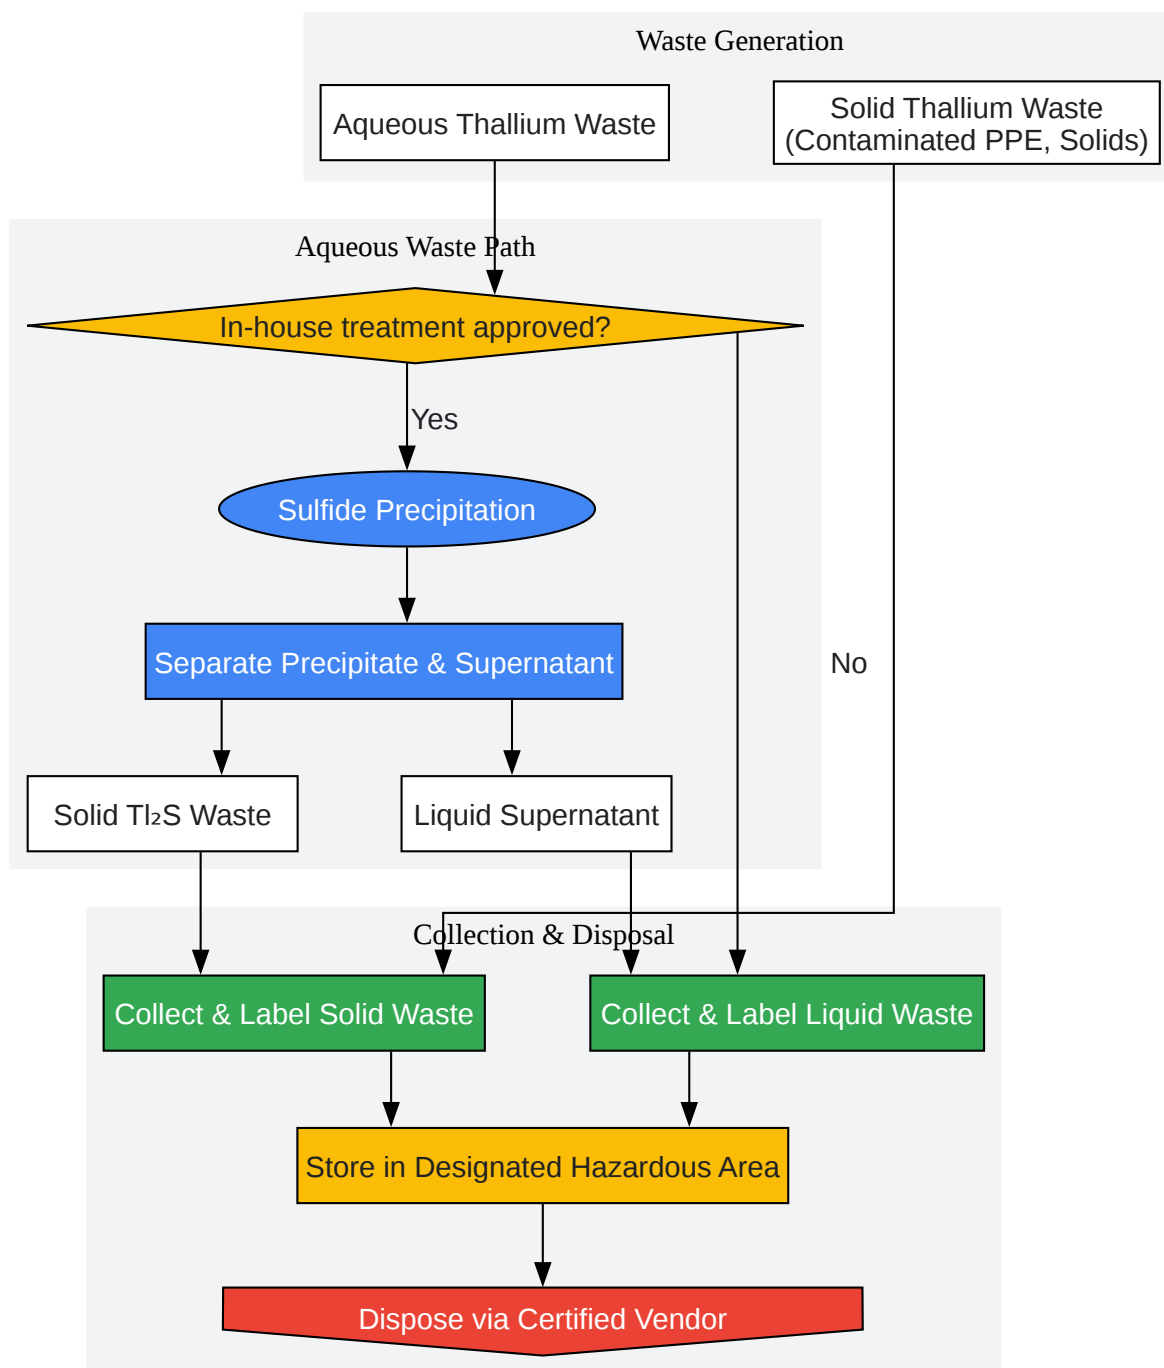 Waste Generation
Aqueous Thallium Waste
Solid Thallium Waste
(Contaminated PPE, Solids)
Aqueous Waste Path
In-house treatment approved?
Yes
Sulfide Precipitation
Separate Precipitate & Supernatant
No
Solid Tl₂S Waste
Liquid Supernatant
Collection & Disposal
Collect & Label Solid Waste
Collect & Label Liquid Waste
Store in Designated Hazardous Area
Dispose via Certified Vendor